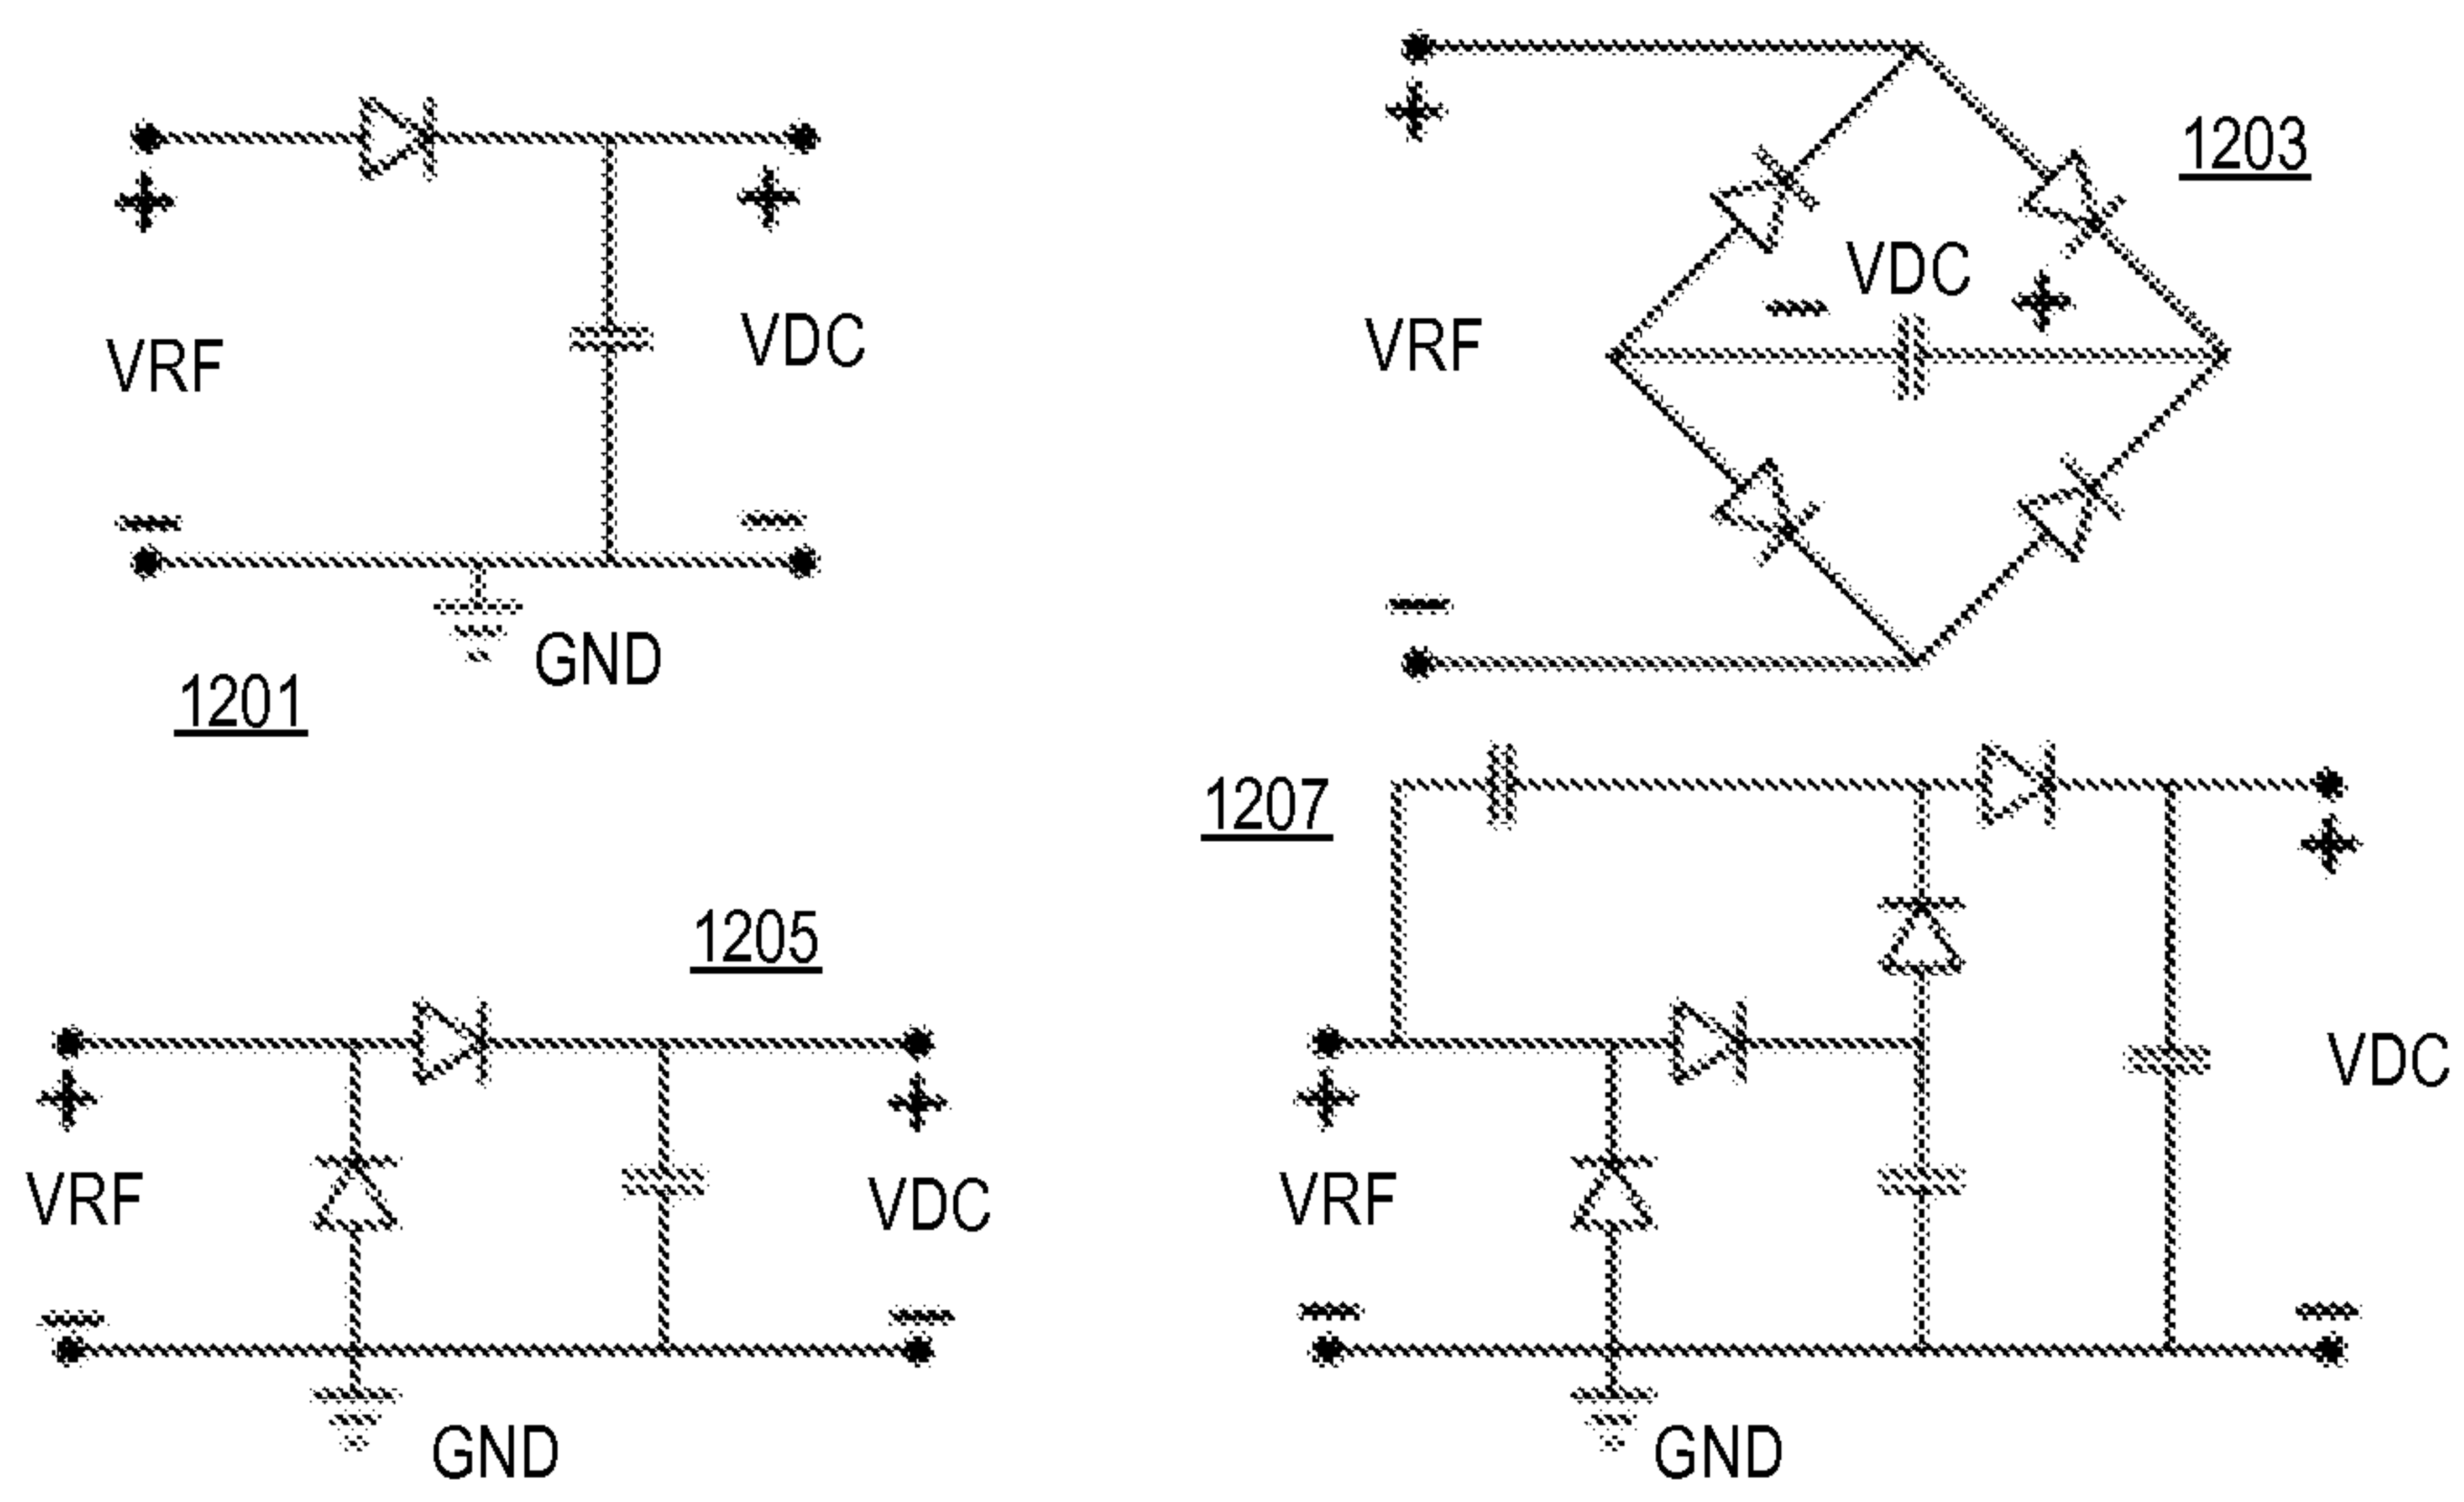 VRF
+
−
VDC
+
−
GND
1201
VRF
+
−
− VDC +
1203
1205
VRF
+
−
VDC
+
−
GND
1207
VRF
+
−
VDC
+
−
GND